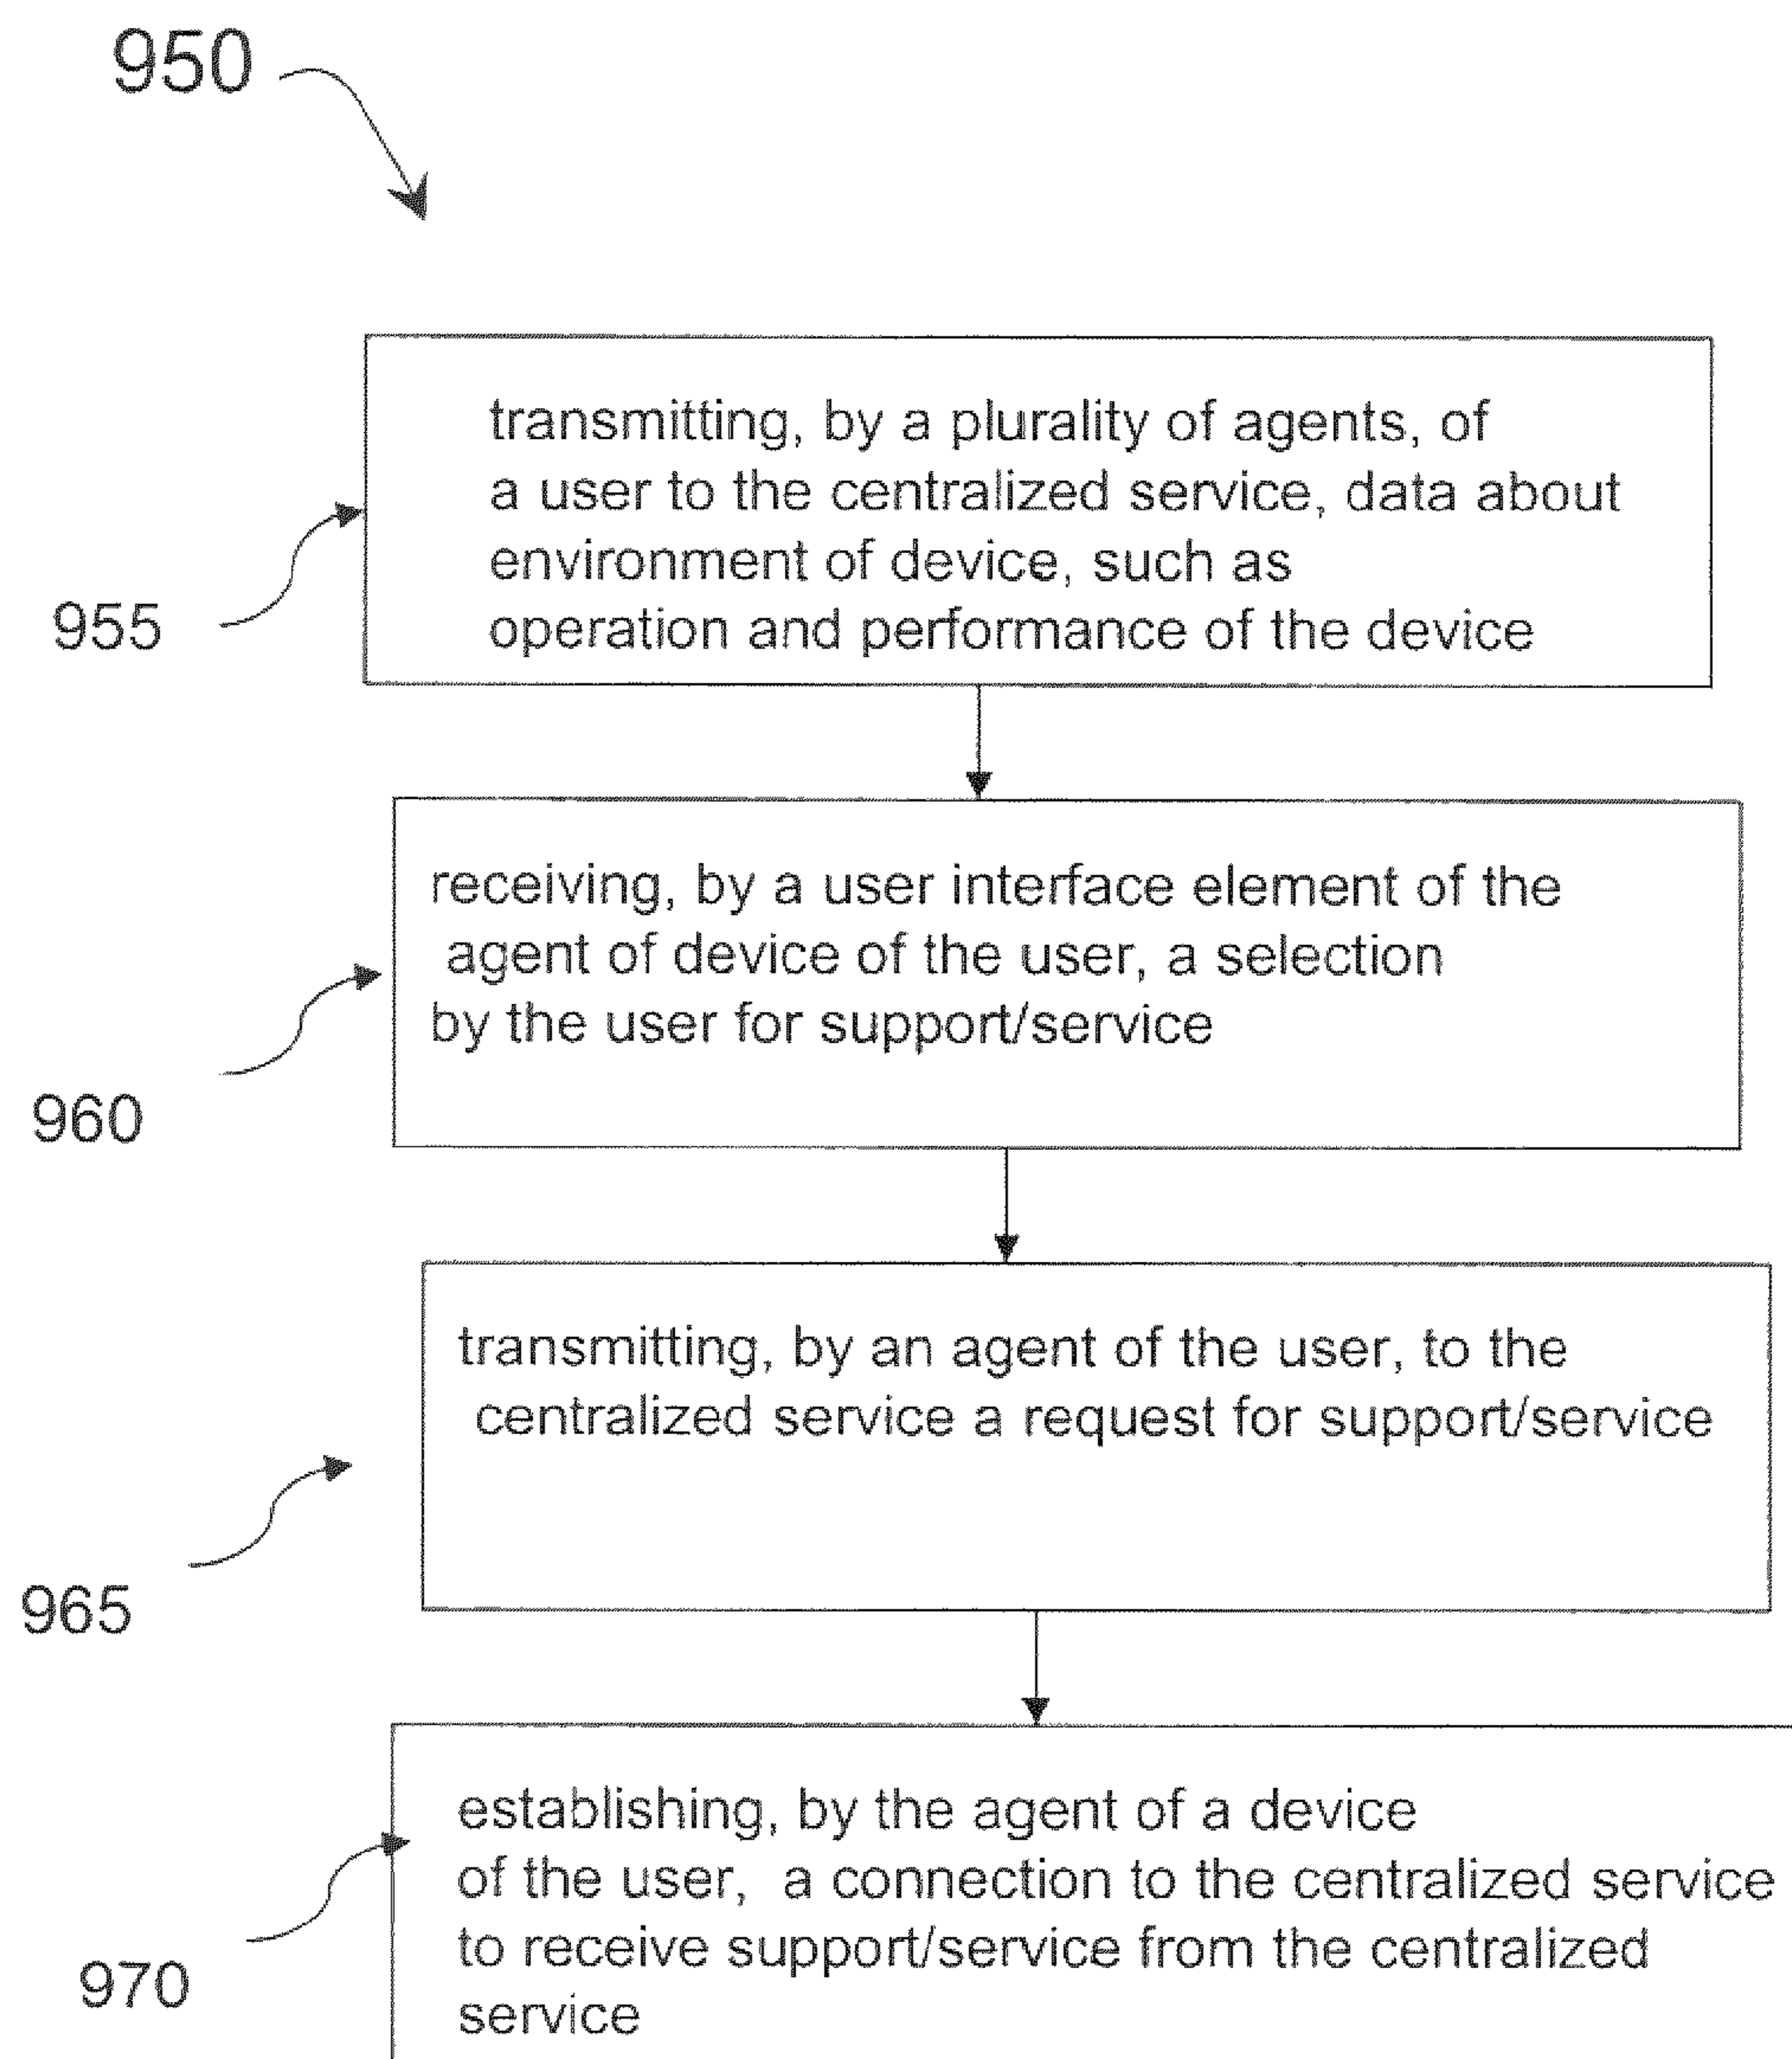 950
transmitting, by a plurality of agents, of
a user to the centralized service, data about
environment of device, such as
operation and performance of the device
955
receiving, by a user interface element of the
agent of device of the user, a selection
by the user for support/service
960
transmitting, by an agent of the user, to the
centralized service a request for support/service
965
establishing, by the agent of a device
of the user, a connection to the centralized service
to receive support/service from the centralized
service
970